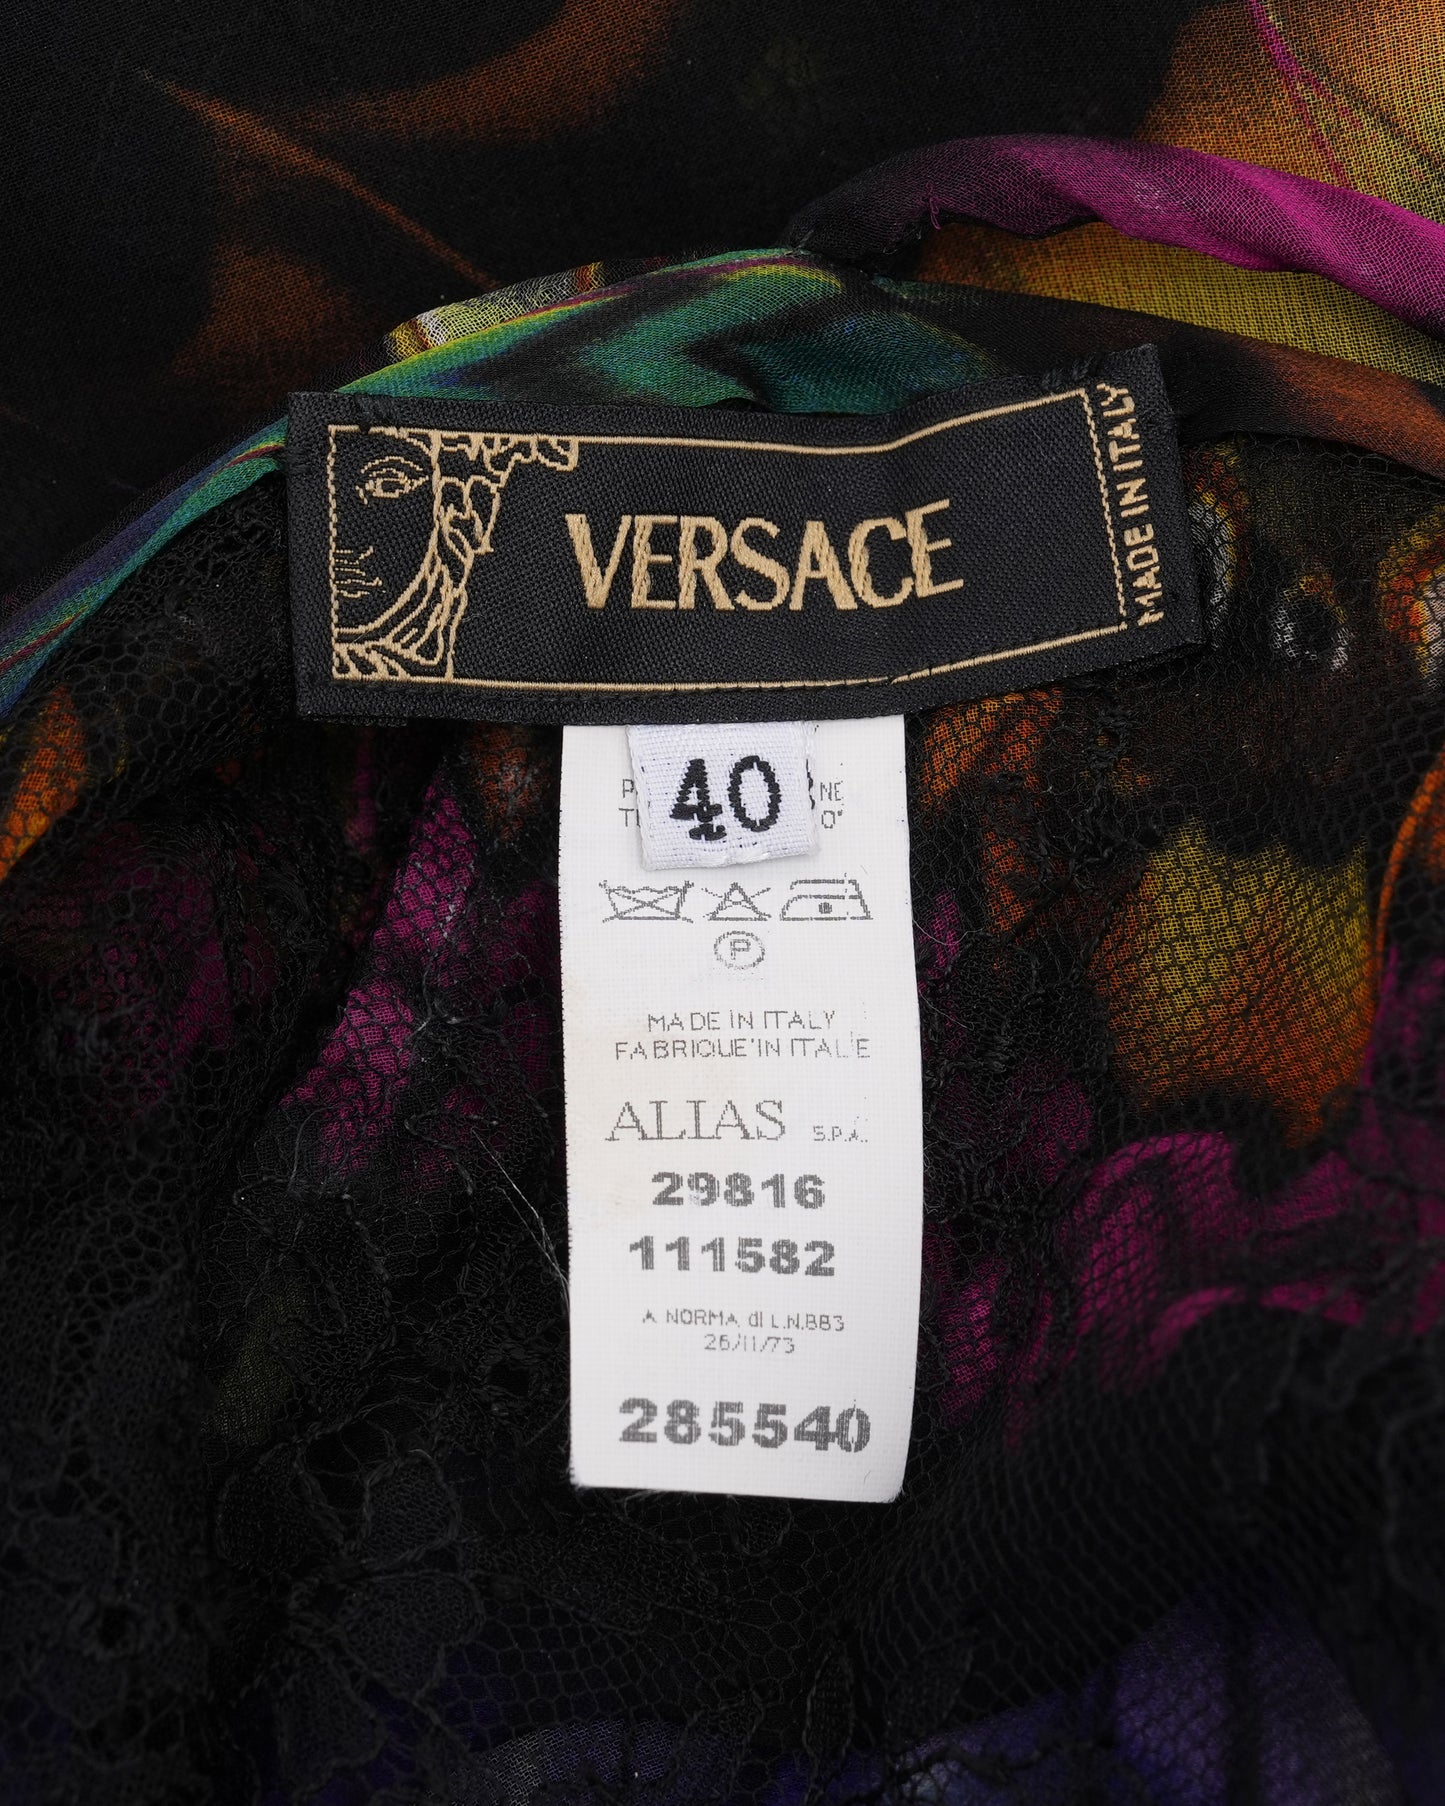 VERSACE
MADE IN ITALY
40
MADE IN ITALY
FABRIQUE' IN ITALIE
ALIAS S.P.A.
29816
111582
A NORMA di L.N.883
26/11/73
285540